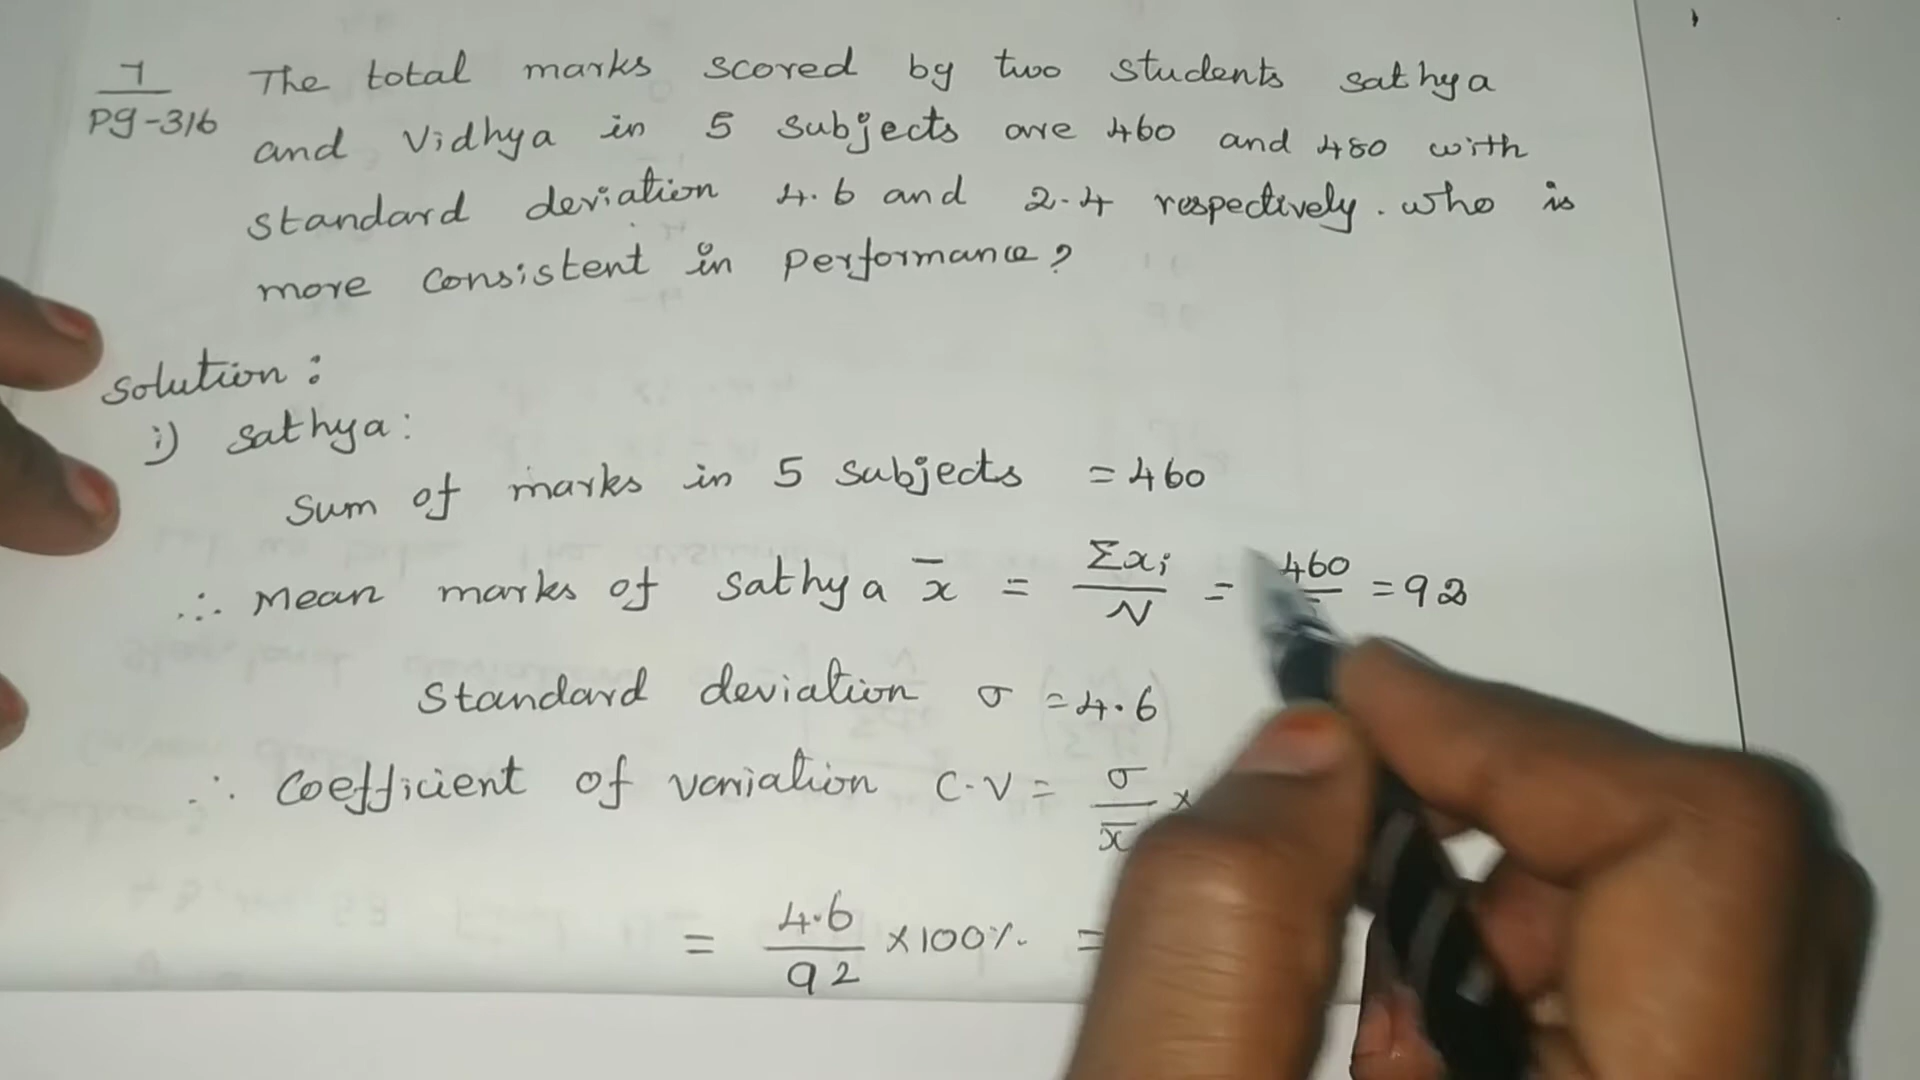 7
Pg-316
The total marks scored by two students sathya
and Vidhya in 5 subjects are 460 and 480 with
standard deviation 4.6 and 2.4 respectively. who is
more consistent in performance?
Solution:
i) sathya:
Sum of marks in 5 subjects = 460
∴ Mean marks of sathya x̄ = Σxi/N = 460/ = 92
Standard deviation σ = 4.6
∴ Coefficient of variation C.V = σ/x̄ ×
= 4.6/92 ×100% =